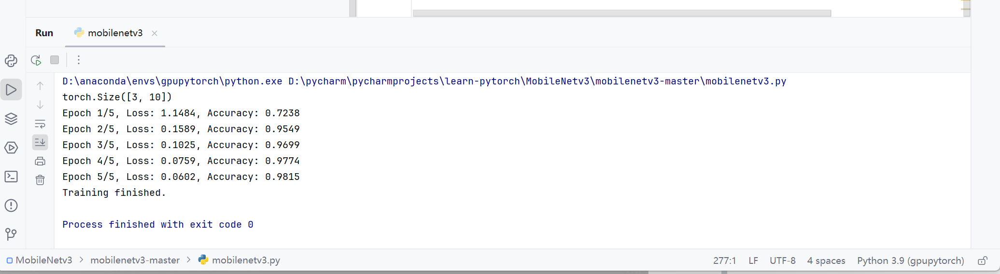 Run mobilenetv3
D:\anaconda\envs\gpupytorch\python.exe D:\pycharm\pycharmprojects\learn-pytorch\MobileNetv3\mobilenetv3-master\mobilenetv3.py
torch.Size([3, 10])
Epoch 1/5, Loss: 1.1484, Accuracy: 0.7238
Epoch 2/5, Loss: 0.1589, Accuracy: 0.9549
Epoch 3/5, Loss: 0.1025, Accuracy: 0.9699
Epoch 4/5, Loss: 0.0759, Accuracy: 0.9774
Epoch 5/5, Loss: 0.0602, Accuracy: 0.9815
Training finished.
Process finished with exit code 0
MobileNetv3 > mobilenetv3-master > mobilenetv3.py 277:1 LF UTF-8 4 spaces Python 3.9 (gpupytorch)